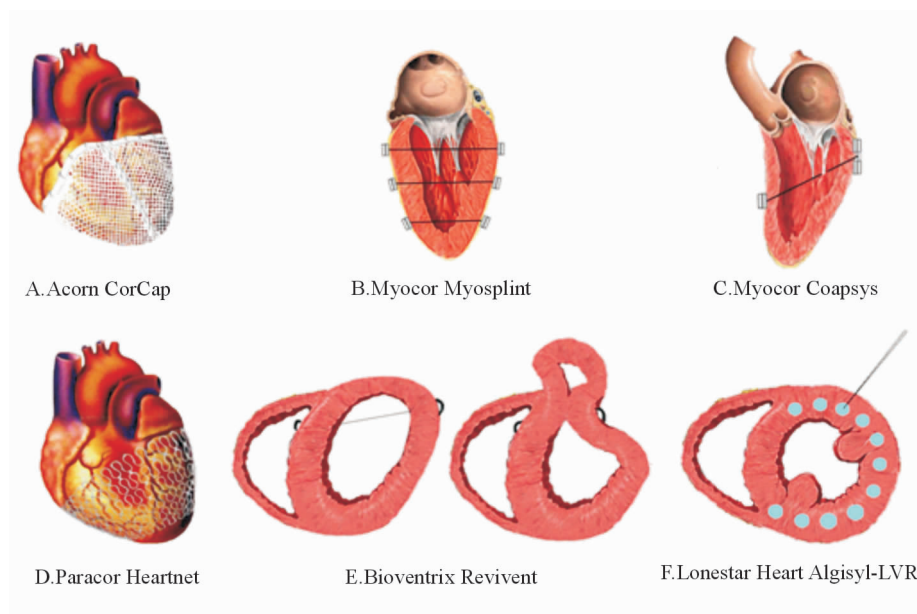 A.Acorn CorCap
B.Myocor Myosplint
C.Myocor Coapsys
D.Paracor Heartnet
E.Bioventrix Revivent
F.Lonestar Heart Algisyl-LVR